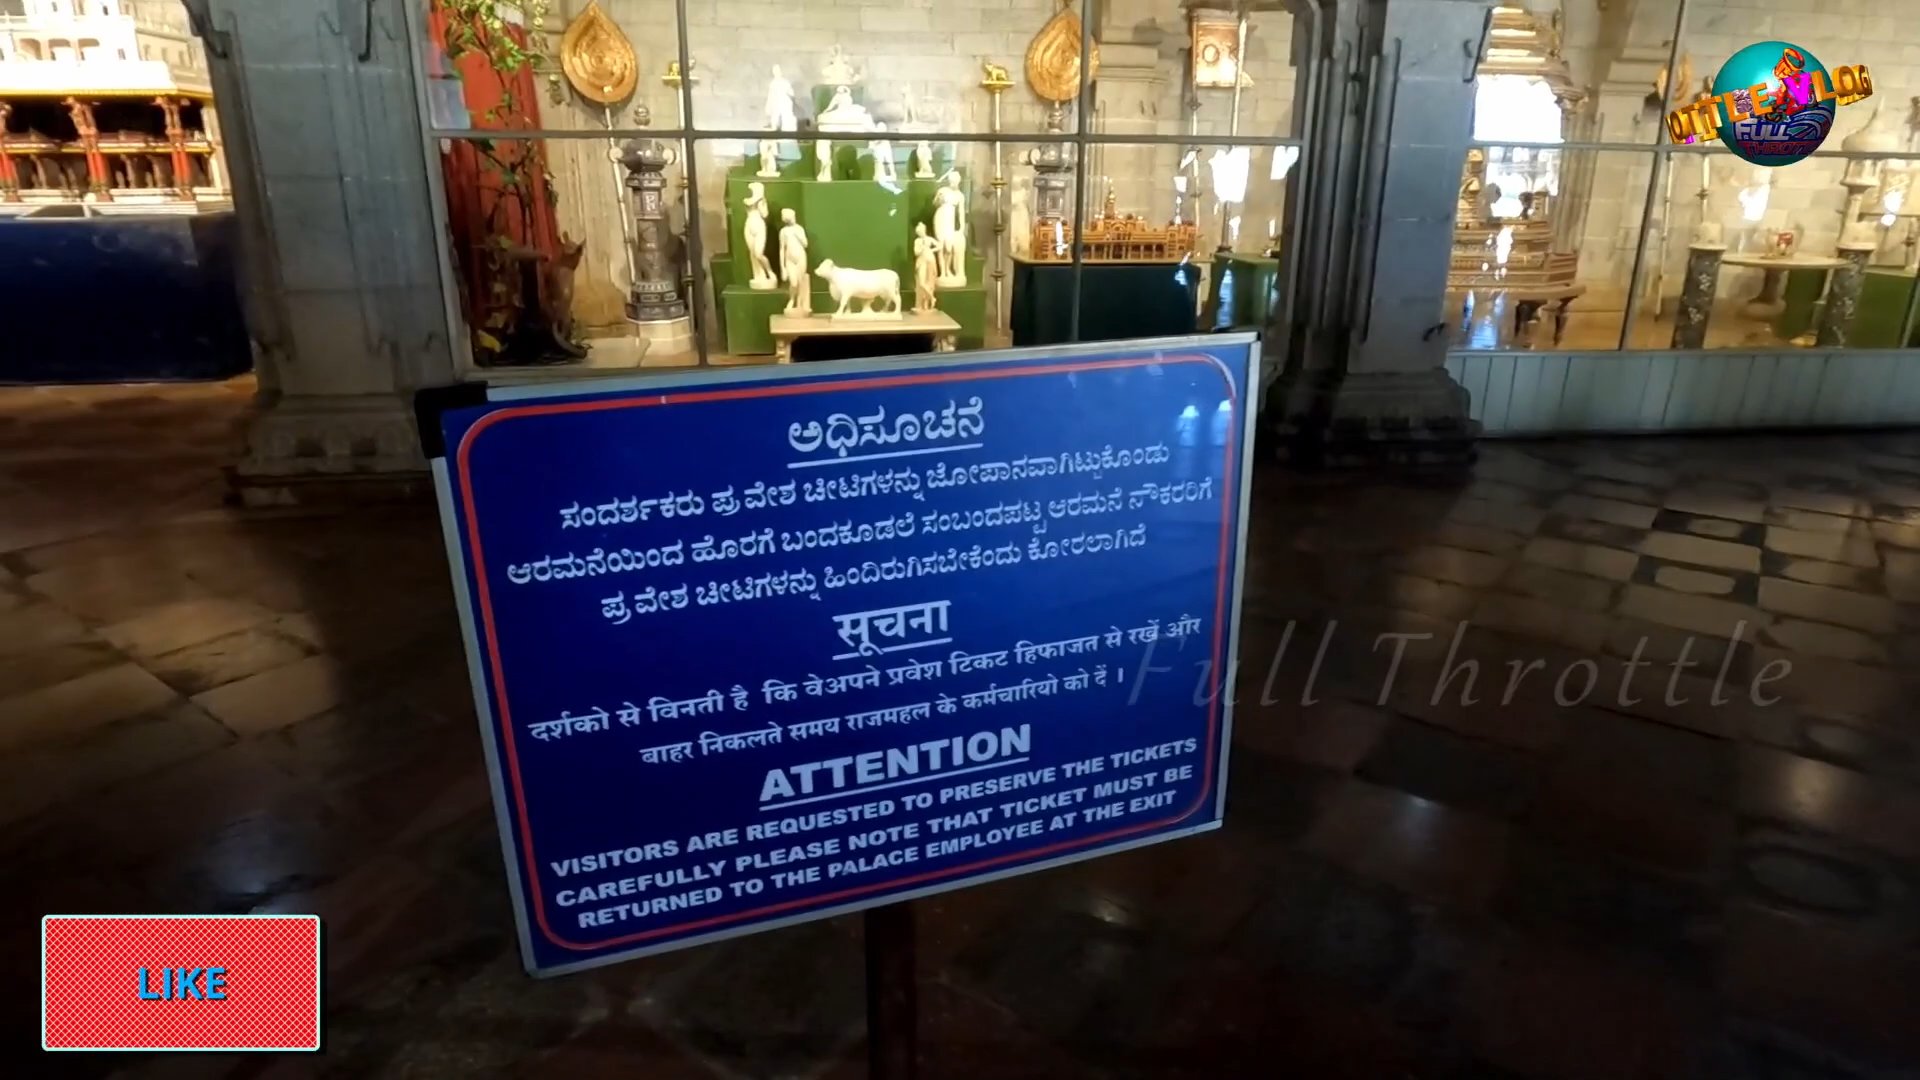 ಅಧಿಸೂಚನೆ
ಸಂದರ್ಶಕರು ಪ್ರವೇಶ ಚೀಟಿಗಳನ್ನು ಜೋಪಾನವಾಗಿಟ್ಟುಕೊಂಡು
ಆರಮನೆಯಿಂದ ಹೊರಗೆ ಬಂದಕೂಡಲೆ ಸಂಬಂದಪಟ್ಟ ಆರಮನೆ ನೌಕರರಿಗೆ
ಪ್ರವೇಶ ಚೀಟಿಗಳನ್ನು ಹಿಂದಿರುಗಿಸಬೇಕೆಂದು ಕೋರಲಾಗಿದೆ
सूचना
दर्शको से विनती है कि वेअपने प्रवेश टिकट हिफाजत से रखें और
बाहर निकलते समय राजमहल के कर्मचारियो को दें ।
ATTENTION
VISITORS ARE REQUESTED TO PRESERVE THE TICKETS
CAREFULLY PLEASE NOTE THAT TICKET MUST BE
RETURNED TO THE PALACE EMPLOYEE AT THE EXIT
Full Throttle
LIKE